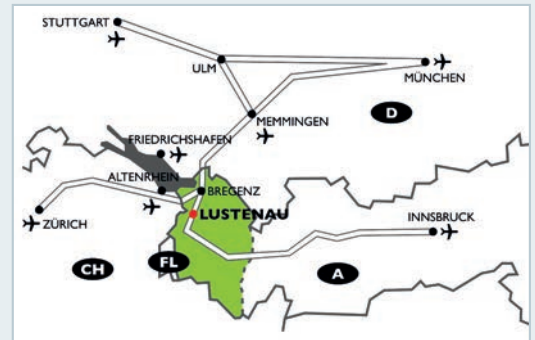 STUTTGART
ULM
MÜNCHEN
MEMMINGEN
D
FRIEDRICHSHAFEN
ALTENRHEIN
BREGENZ
LUSTENAU
ZÜRICH
INNSBRUCK
CH
FL
A